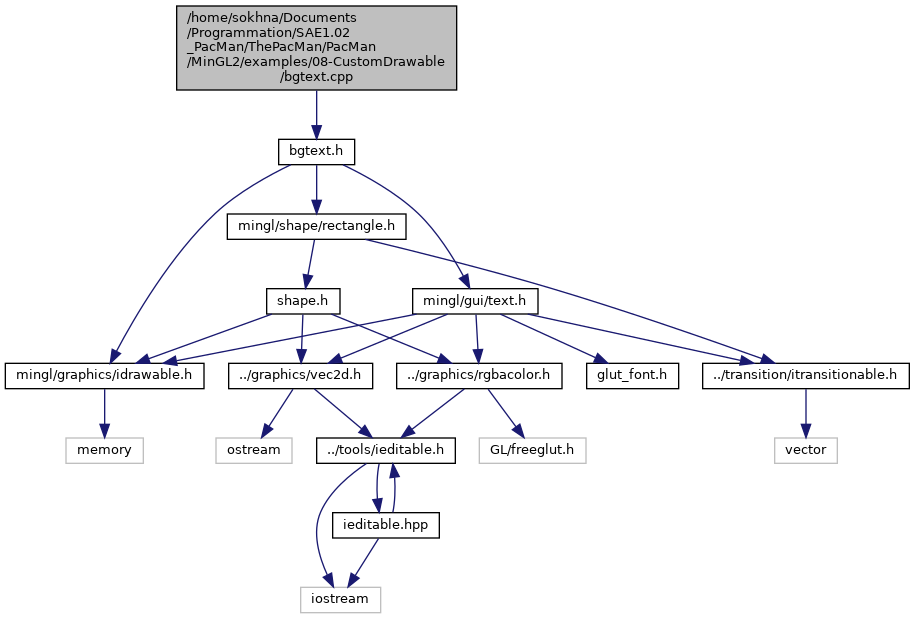 /home/sokhna/Documents
/Programmation/SAE1.02
_PacMan/ThePacMan/PacMan
/MinGL2/examples/08-CustomDrawable
/bgtext.cpp
bgtext.h
mingl/shape/rectangle.h
shape.h
mingl/gui/text.h
mingl/graphics/idrawable.h
../graphics/vec2d.h
../graphics/rgbacolor.h
glut_font.h
../transition/itransitionable.h
memory
ostream
../tools/ieditable.h
GL/freeglut.h
vector
ieditable.hpp
iostream